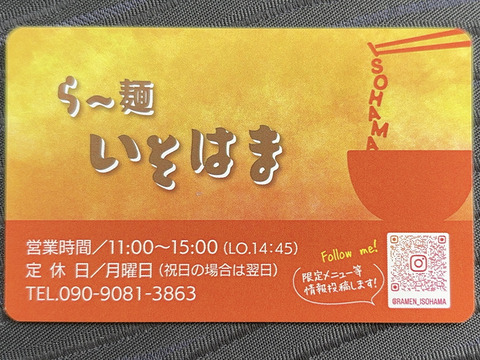 ら〜麺
いそはま
ISOHAMA
営業時間/11:00〜15:00(LO.14:45)
定休日/月曜日(祝日の場合は翌日)
TEL.090-9081-3863
Follow me!
限定メニュー等
情報投稿します!
@RAMEN_ISOHAMA